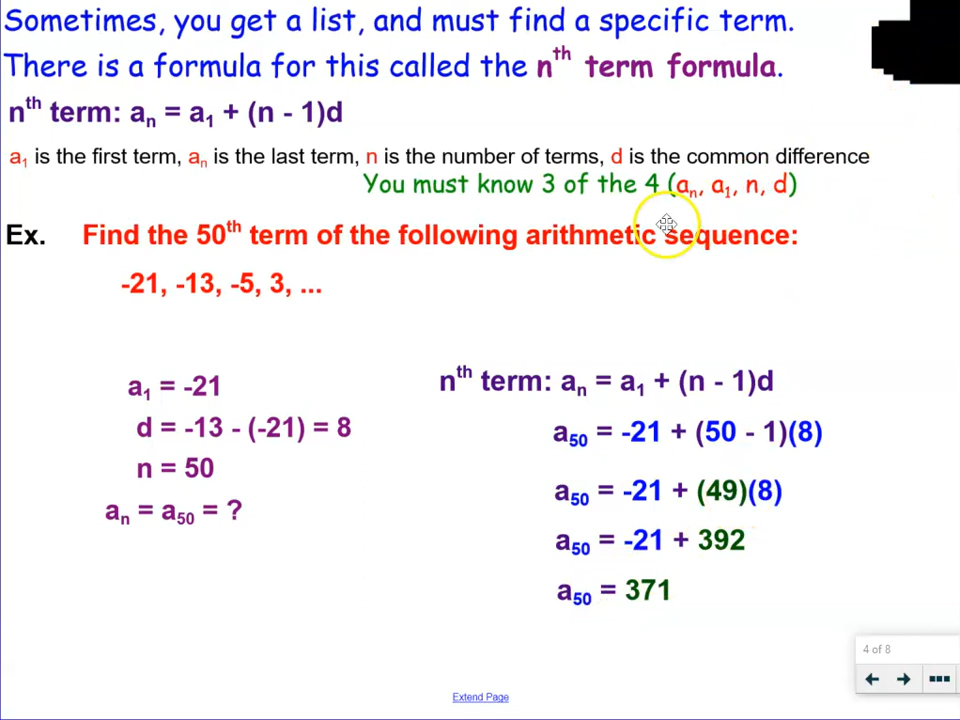 Sometimes, you get a list, and must find a specific term.
There is a formula for this called the nth term formula.
nth term: an = a1 + (n - 1)d
a1 is the first term, an is the last term, n is the number of terms, d is the common difference
You must know 3 of the 4 (an, a1, n, d)
Ex. Find the 50th term of the following arithmetic sequence:
-21, -13, -5, 3, ...
a1 = -21
d = -13 - (-21) = 8
n = 50
an = a50 = ?
nth term: an = a1 + (n - 1)d
a50 = -21 + (50 - 1)(8)
a50 = -21 + (49)(8)
a50 = -21 + 392
a50 = 371
4 of 8
Extend Page